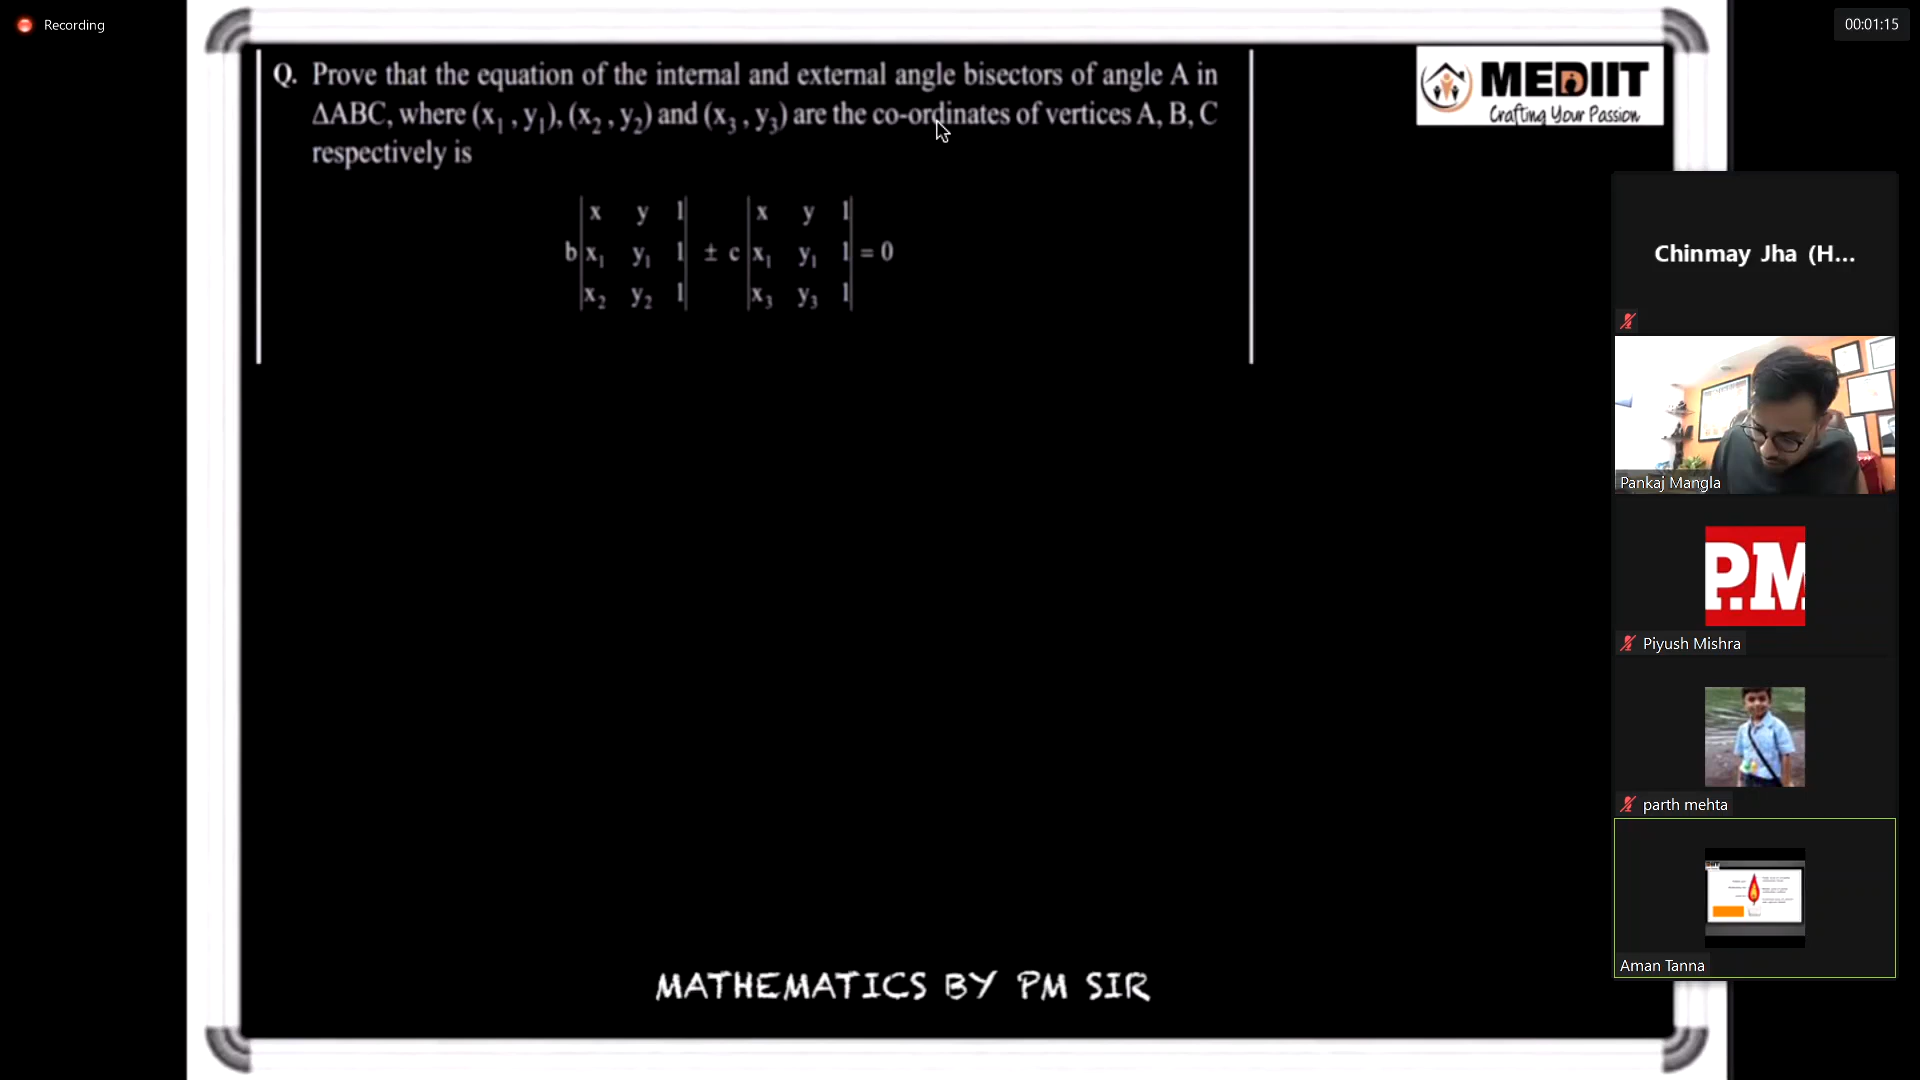 Recording
00:01:15
Q. Prove that the equation of the internal and external angle bisectors of angle A in
ΔABC, where (x₁ , y₁), (x₂ , y₂) and (x₃ , y₃) are the co-ordinates of vertices A, B, C
respectively is
b |x y 1; x₁ y₁ 1; x₂ y₂ 1| ± c |x y 1; x₁ y₁ 1; x₃ y₃ 1| = 0
MEDIIT
Crafting Your Passion
Chinmay Jha (H...
Pankaj Mangla
P.M
Piyush Mishra
parth mehta
Aman Tanna
MATHEMATICS BY PM SIR